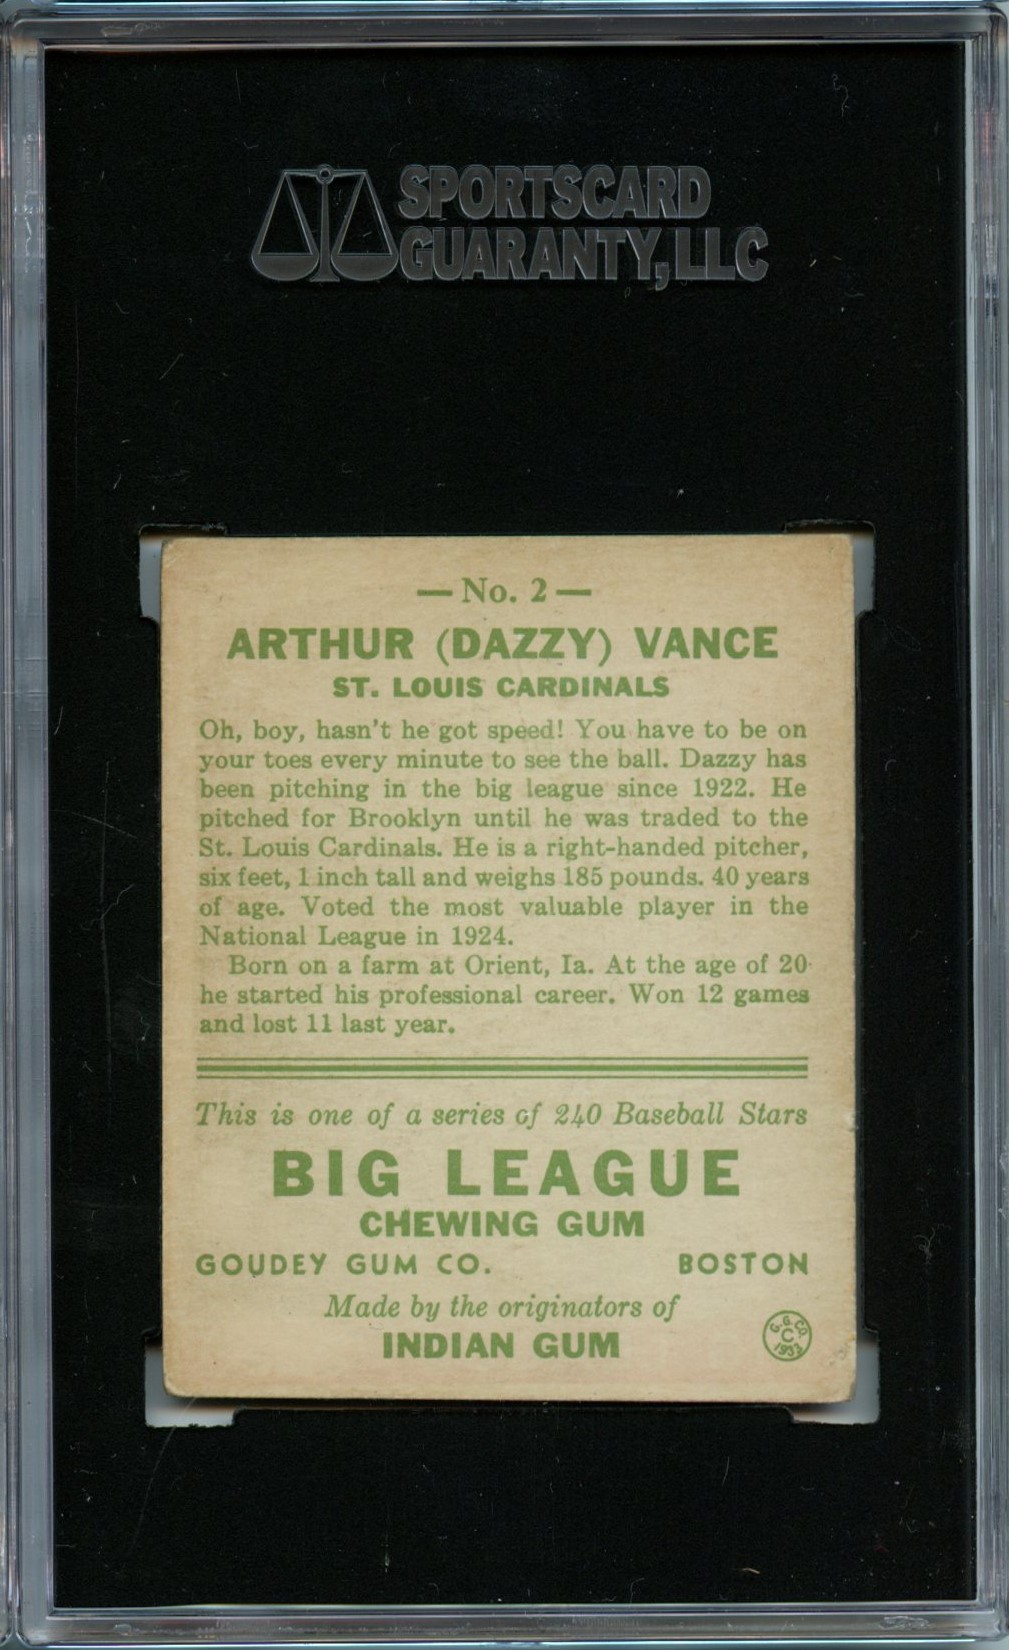 SPORTSCARD
GUARANTY, LLC
— No. 2 —
ARTHUR (DAZZY) VANCE
ST. LOUIS CARDINALS
Oh, boy, hasn't he got speed! You have to be on
your toes every minute to see the ball. Dazzy has
been pitching in the big league since 1922. He
pitched for Brooklyn until he was traded to the
St. Louis Cardinals. He is a right-handed pitcher,
six feet, 1 inch tall and weighs 185 pounds. 40 years
of age. Voted the most valuable player in the
National League in 1924.
Born on a farm at Orient, Ia. At the age of 20
he started his professional career. Won 12 games
and lost 11 last year.
This is one of a series of 240 Baseball Stars
BIG LEAGUE
CHEWING GUM
GOUDEY GUM CO. BOSTON
Made by the originators of
INDIAN GUM
G.G.CO.
C
1933